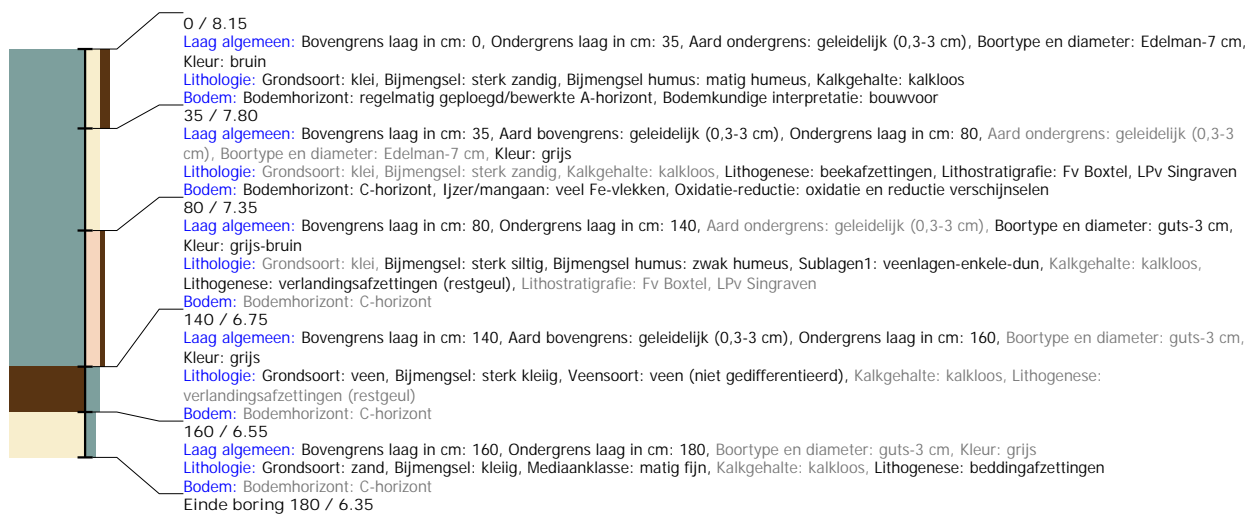 0 / 8.15
Laag algemeen: Bovengrens laag in cm: 0, Ondergrens laag in cm: 35, Aard ondergrens: geleidelijk (0,3-3 cm), Boortype en diameter: Edelman-7 cm,
Kleur: bruin
Lithologie: Grondsoort: klei, Bijmengsel: sterk zandig, Bijmengsel humus: matig humeus, Kalkgehalte: kalkloos
Bodem: Bodemhorizont: regelmatig geploegd/bewerkte A-horizont, Bodemkundige interpretatie: bouwvoor
35 / 7.80
Laag algemeen: Bovengrens laag in cm: 35, Aard bovengrens: geleidelijk (0,3-3 cm), Ondergrens laag in cm: 80, Aard ondergrens: geleidelijk (0,3-3
cm), Boortype en diameter: Edelman-7 cm, Kleur: grijs
Lithologie: Grondsoort: klei, Bijmengsel: sterk zandig, Kalkgehalte: kalkloos, Lithogenese: beekafzettingen, Lithostratigrafie: Fv Boxtel, LPv Singraven
Bodem: Bodemhorizont: C-horizont, Ijzer/mangaan: veel Fe-vlekken, Oxidatie-reductie: oxidatie en reductie verschijnselen
80 / 7.35
Laag algemeen: Bovengrens laag in cm: 80, Ondergrens laag in cm: 140, Aard ondergrens: geleidelijk (0,3-3 cm), Boortype en diameter: guts-3 cm,
Kleur: grijs-bruin
Lithologie: Grondsoort: klei, Bijmengsel: sterk siltig, Bijmengsel humus: zwak humeus, Sublagen1: veenlagen-enkele-dun, Kalkgehalte: kalkloos,
Lithogenese: verlandingsafzettingen (restgeul), Lithostratigrafie: Fv Boxtel, LPv Singraven
Bodem: Bodemhorizont: C-horizont
140 / 6.75
Laag algemeen: Bovengrens laag in cm: 140, Aard bovengrens: geleidelijk (0,3-3 cm), Ondergrens laag in cm: 160, Boortype en diameter: guts-3 cm,
Kleur: grijs
Lithologie: Grondsoort: veen, Bijmengsel: sterk kleiig, Veensoort: veen (niet gedifferentieerd), Kalkgehalte: kalkloos, Lithogenese:
verlandingsafzettingen (restgeul)
Bodem: Bodemhorizont: C-horizont
160 / 6.55
Laag algemeen: Bovengrens laag in cm: 160, Ondergrens laag in cm: 180, Boortype en diameter: guts-3 cm, Kleur: grijs
Lithologie: Grondsoort: zand, Bijmengsel: kleiig, Mediaanklasse: matig fijn, Kalkgehalte: kalkloos, Lithogenese: beddingafzettingen
Bodem: Bodemhorizont: C-horizont
Einde boring 180 / 6.35